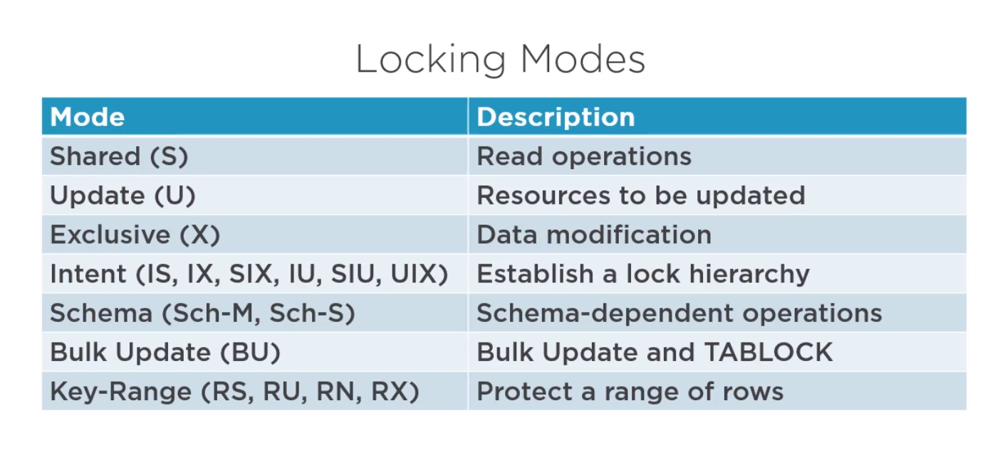 Locking Modes
Mode Description
Shared (S) Read operations
Update (U) Resources to be updated
Exclusive (X) Data modification
Intent (IS, IX, SIX, IU, SIU, UIX) Establish a lock hierarchy
Schema (Sch-M, Sch-S) Schema-dependent operations
Bulk Update (BU) Bulk Update and TABLOCK
Key-Range (RS, RU, RN, RX) Protect a range of rows